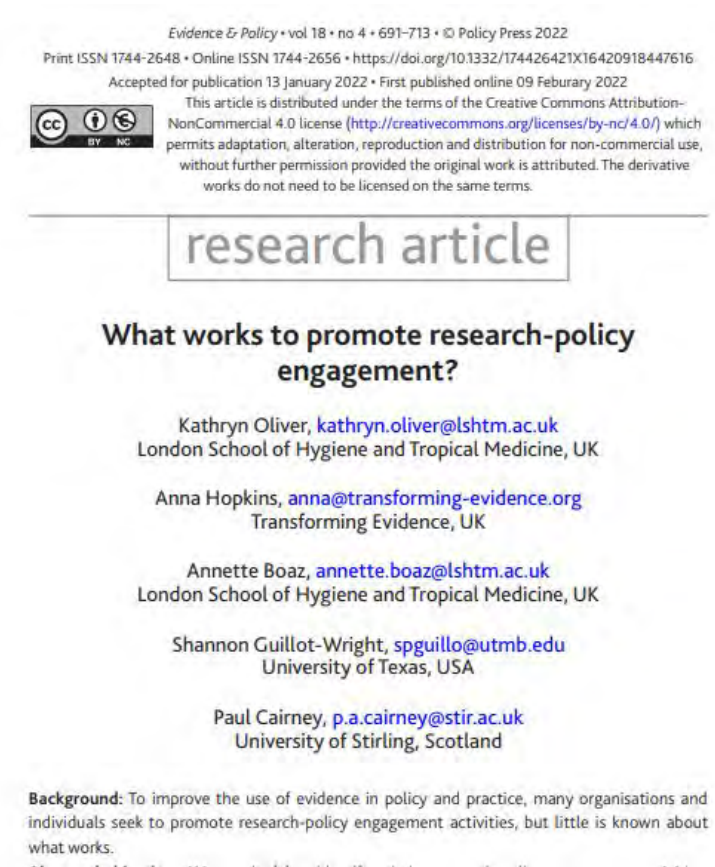 Evidence & Policy • vol 18 • no 4 • 691–713 • © Policy Press 2022
Print ISSN 1744-2648 • Online ISSN 1744-2656 • https://doi.org/10.1332/174426421X16420918447616
Accepted for publication 13 January 2022 • First published online 09 Feburary 2022
This article is distributed under the terms of the Creative Commons Attribution-
cc BY NC
NonCommercial 4.0 license (http://creativecommons.org/licenses/by-nc/4.0/) which
permits adaptation, alteration, reproduction and distribution for non-commercial use,
without further permission provided the original work is attributed. The derivative
works do not need to be licensed on the same terms.
research article
What works to promote research-policy
engagement?
Kathryn Oliver, kathryn.oliver@lshtm.ac.uk
London School of Hygiene and Tropical Medicine, UK
Anna Hopkins, anna@transforming-evidence.org
Transforming Evidence, UK
Annette Boaz, annette.boaz@lshtm.ac.uk
London School of Hygiene and Tropical Medicine, UK
Shannon Guillot-Wright, spguillo@utmb.edu
University of Texas, USA
Paul Cairney, p.a.cairney@stir.ac.uk
University of Stirling, Scotland
Background: To improve the use of evidence in policy and practice, many organisations and
individuals seek to promote research-policy engagement activities, but little is known about
what works.